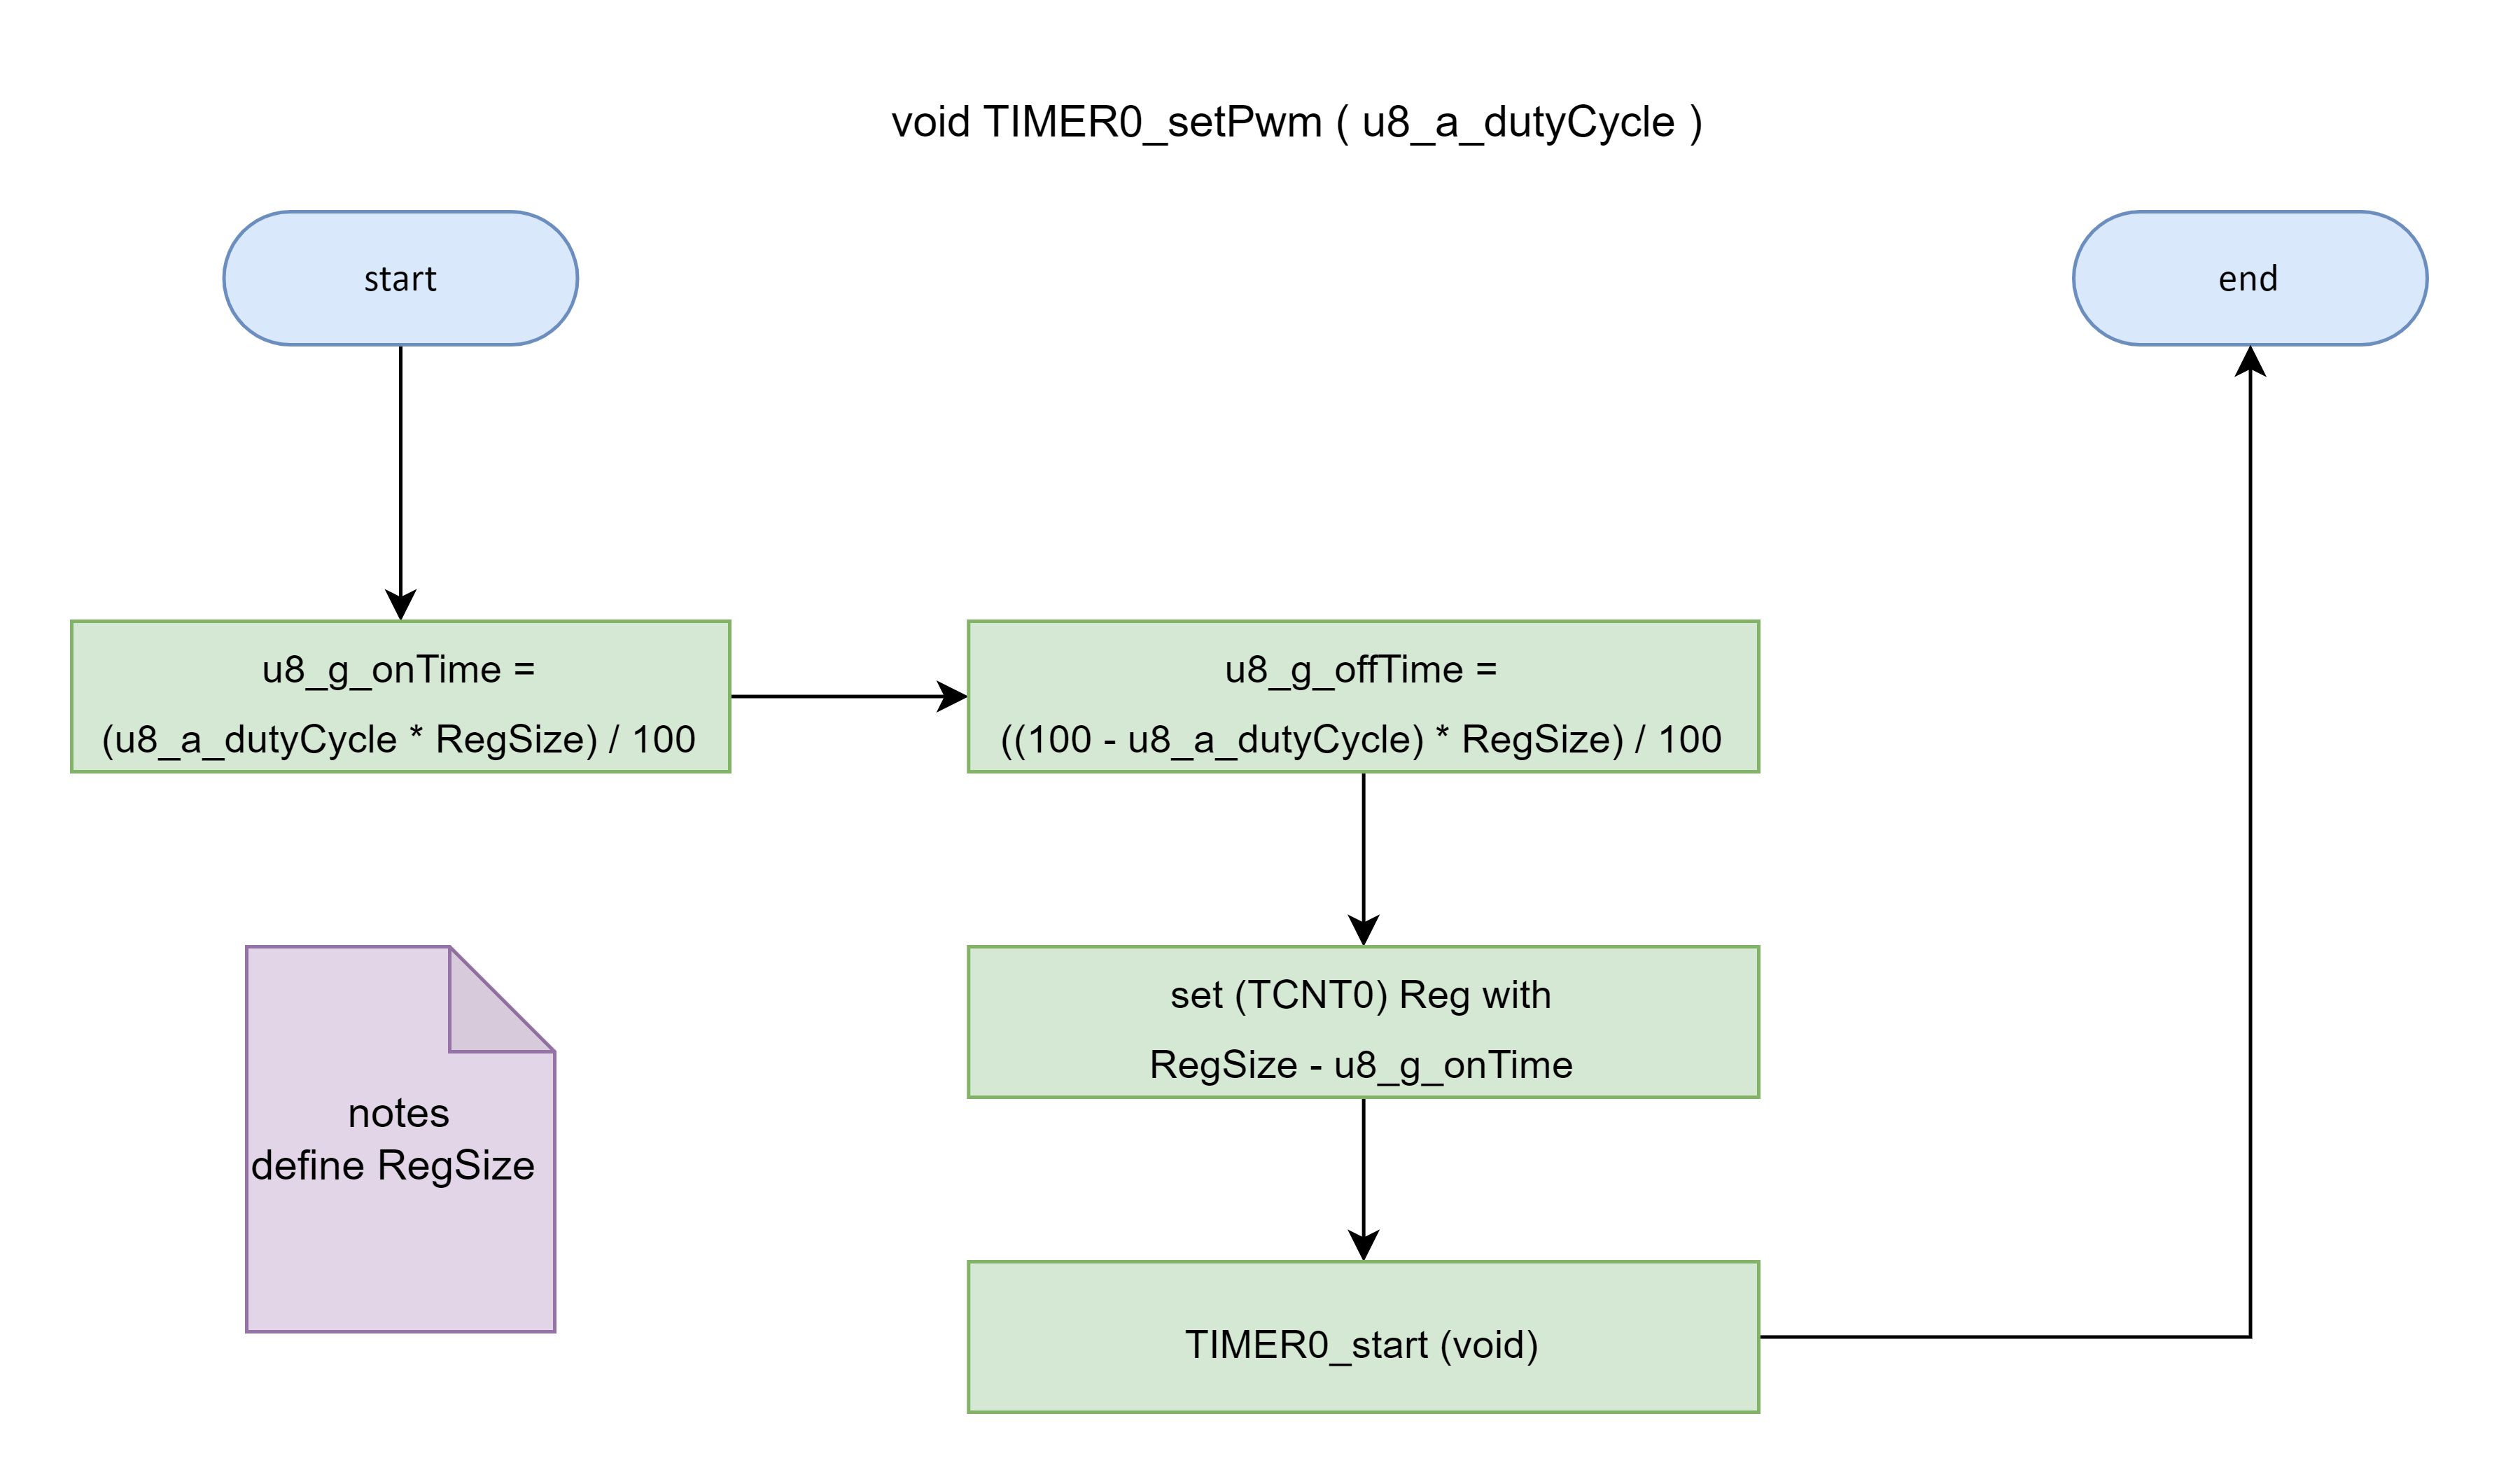 void TIMER0_setPwm ( u8_a_dutyCycle )
start
end
u8_g_onTime =
(u8_a_dutyCycle * RegSize) / 100
u8_g_offTime =
((100 - u8_a_dutyCycle) * RegSize) / 100
set (TCNT0) Reg with
RegSize - u8_g_onTime
notes
define RegSize
TIMER0_start (void)